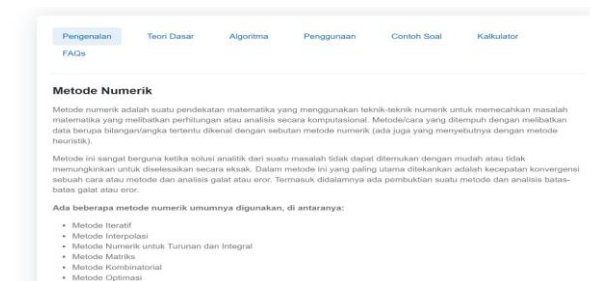 Pengenalan Teori Dasar Algoritma Penggunaan Contoh Soal Kalkulator
FAQs
Metode Numerik
Metode numerik adalah suatu pendekatan matematika yang menggunakan teknik-teknik numerik untuk memecahkan masalah
matematika yang melibatkan perhitungan atau analisis secara komputasional. Metode/cara yang ditempuh dengan melibatkan
data berupa bilangan/angka tertentu dikenal dengan sebutan metode numerik (ada juga yang menyebutnya dengan metode
heuristik).
Metode ini sangat berguna ketika solusi analitik dari suatu masalah tidak dapat ditemukan dengan mudah atau tidak
memungkinkan untuk diselesaikan secara eksak. Dalam metode ini yang paling utama ditekankan adalah kecepatan konvergensi
sebuah cara atau metode dan analisis galat atau eror. Termasuk didalamnya ada pembuktian suatu metode dan analisis batas-
batas galat atau eror.
Ada beberapa metode numerik umumnya digunakan, di antaranya:
• Metode Iteratif
• Metode Interpolasi
• Metode Numerik untuk Turunan dan Integral
• Metode Matriks
• Metode Kombinatorial
• Metode Optimasi